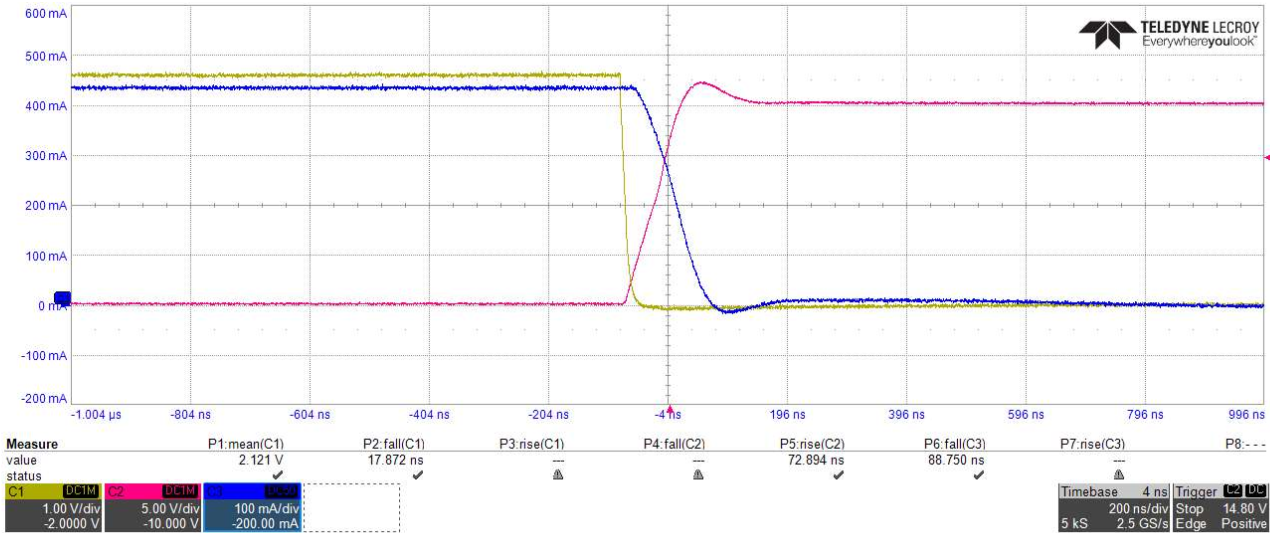 600 mA
TELEDYNE LECROY
Everywhereyoulook™
500 mA
400 mA
300 mA
200 mA
100 mA
0 mA
-100 mA
-200 mA
-1.004 µs -804 ns -604 ns -404 ns -204 ns -4 ns 196 ns 396 ns 596 ns 796 ns 996 ns
Measure P1:mean(C1) P2:fall(C1) P3:rise(C1) P4:fall(C2) P5:rise(C2) P6:fall(C3) P7:rise(C3) P8:- - -
value 2.121 V 17.872 ns --- --- 72.894 ns 88.750 ns ---
status
C1 DC1M C2 DC1M C3 Timebase 4 ns Trigger C2 DC
1.00 V/div 5.00 V/div 100 mA/div 200 ns/div Stop 14.80 V
-2.0000 V -10.000 V -200.00 mA 5 kS 2.5 GS/s Edge Positive